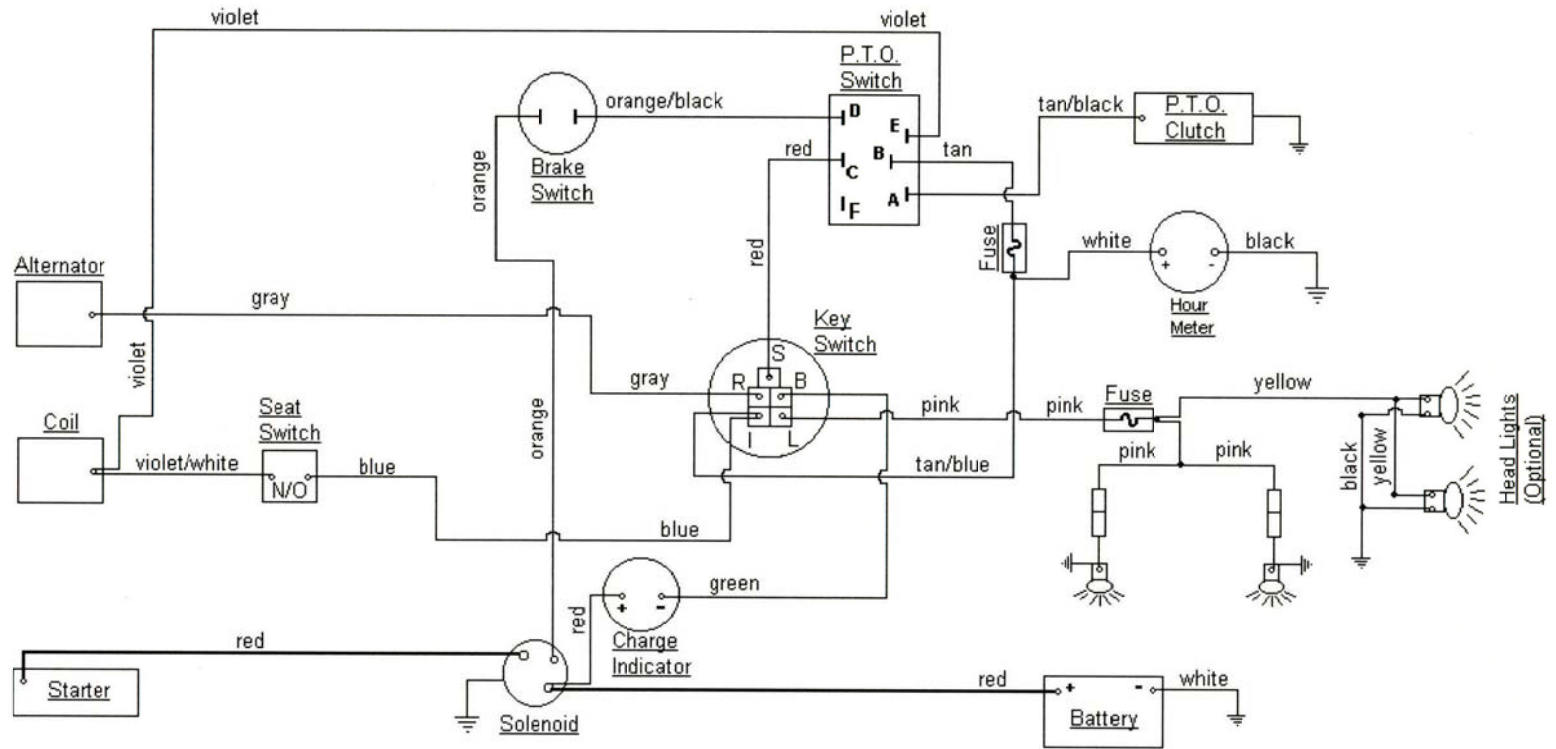 violet
violet
P.T.O.
Switch
orange/black
D
E
tan/black
P.T.O.
Clutch
red
B
tan
C
A
F
Brake
Switch
orange
red
Fuse
white
+
-
black
Hour
Meter
Alternator
gray
Key
Switch
S
violet
gray
R
B
I
L
pink
pink
Fuse
yellow
Coil
Seat
Switch
orange
violet/white
N/O
blue
tan/blue
pink
pink
black
yellow
Head Lights
(Optional)
blue
green
+
-
red
Charge
Indicator
red
Starter
Solenoid
red
+
-
white
Battery